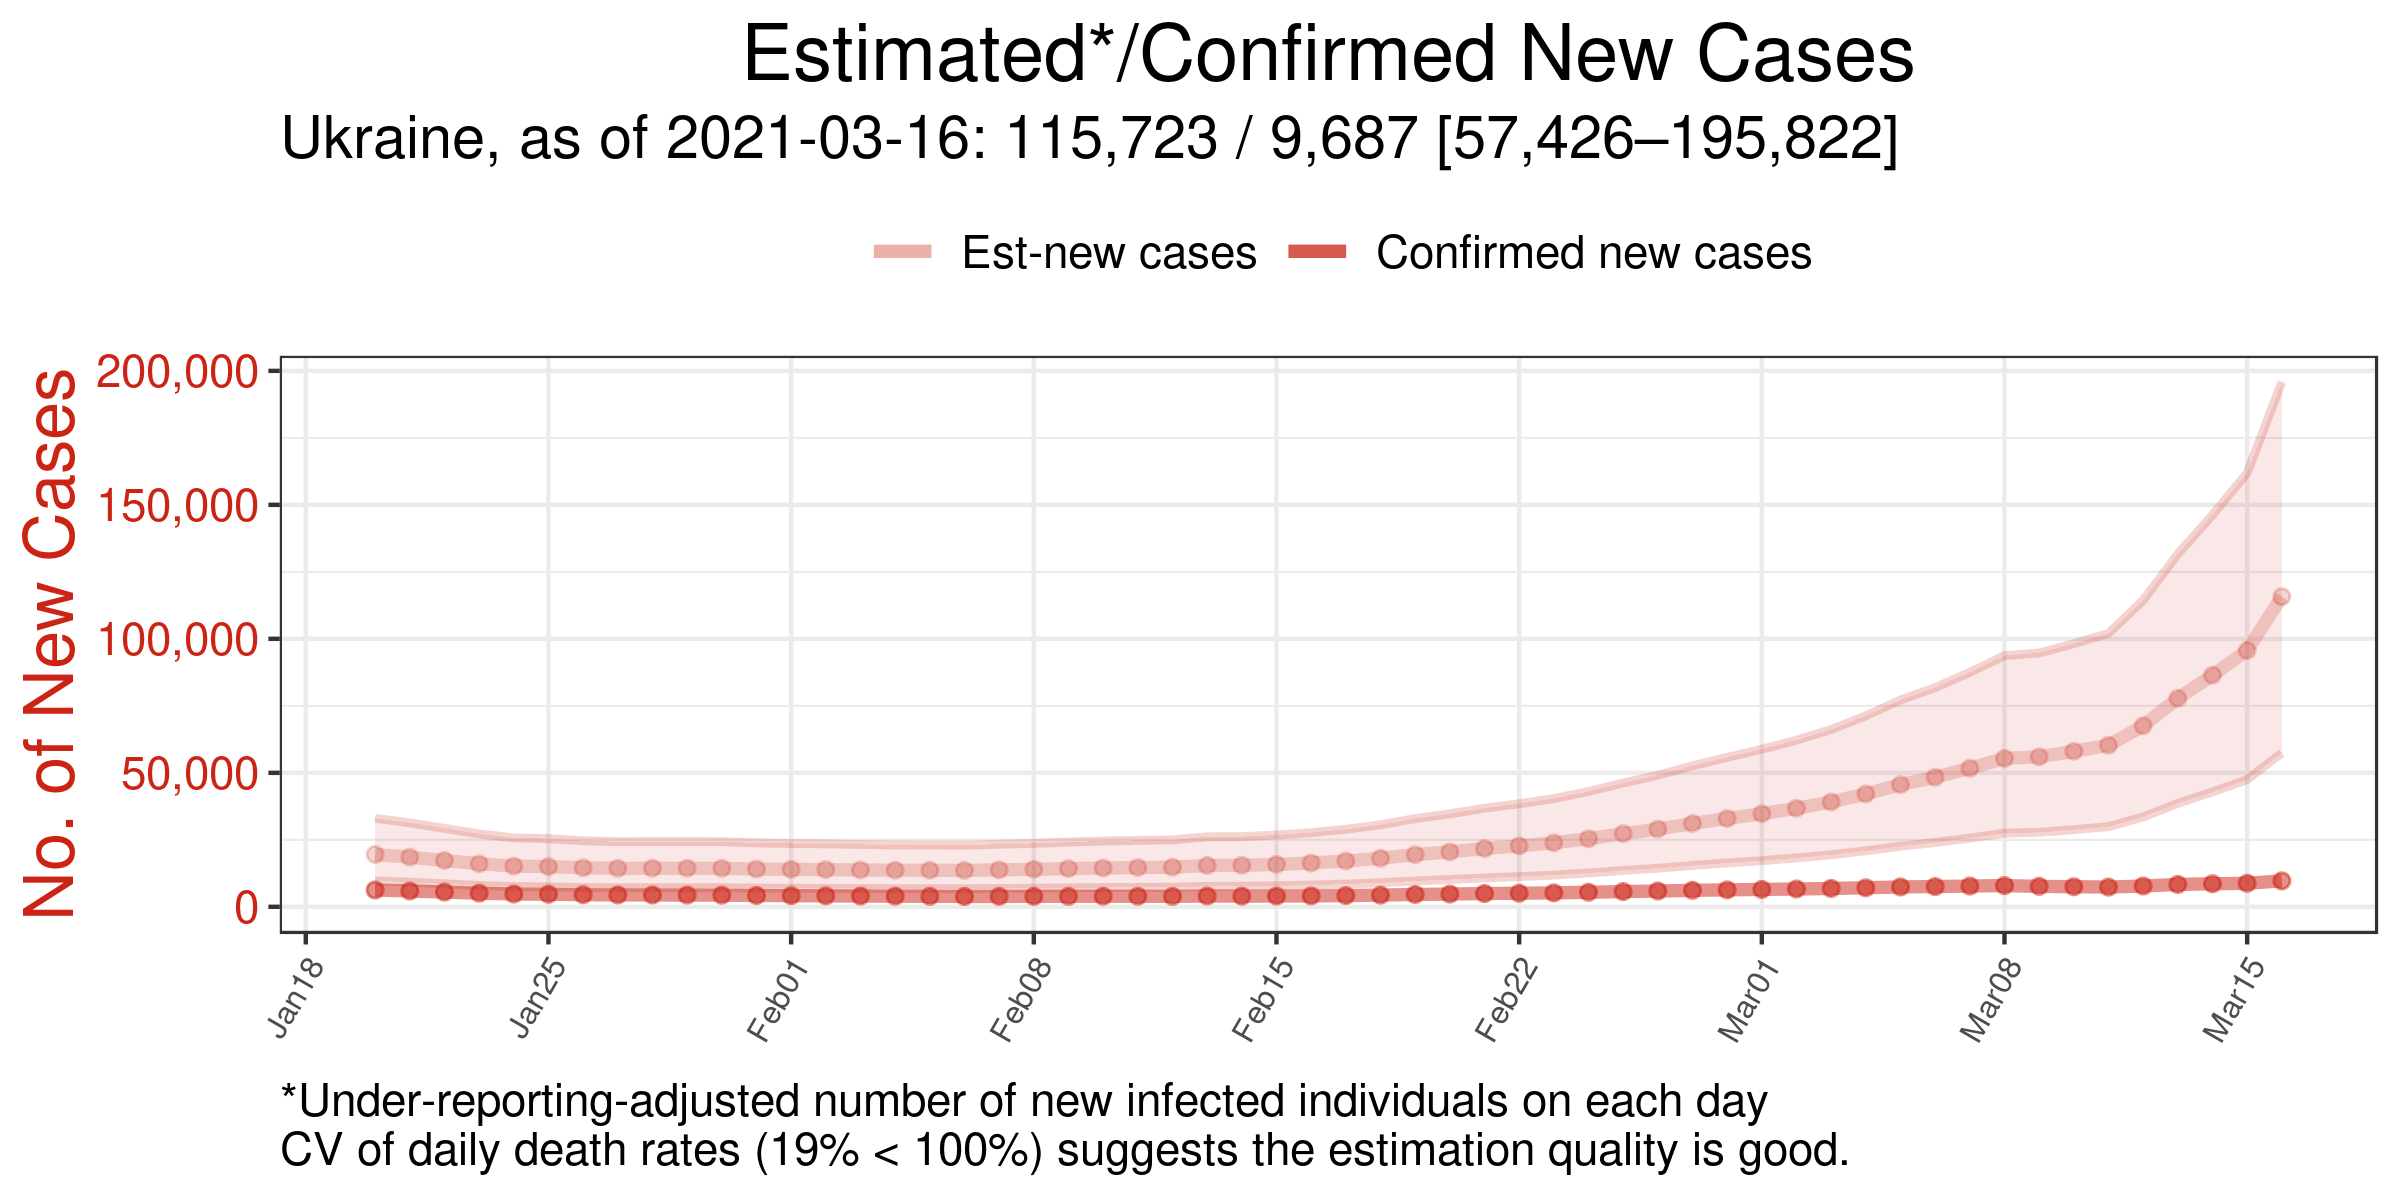 Estimated*/Confirmed New Cases
Ukraine, as of 2021-03-16: 115,723 / 9,687 [57,426–195,822]
Est-new cases Confirmed new cases
No. of New Cases
200,000
150,000
100,000
50,000
0
Jan18 Jan25 Feb01 Feb08 Feb15 Feb22 Mar01 Mar08 Mar15
*Under-reporting-adjusted number of new infected individuals on each day
CV of daily death rates (19% < 100%) suggests the estimation quality is good.